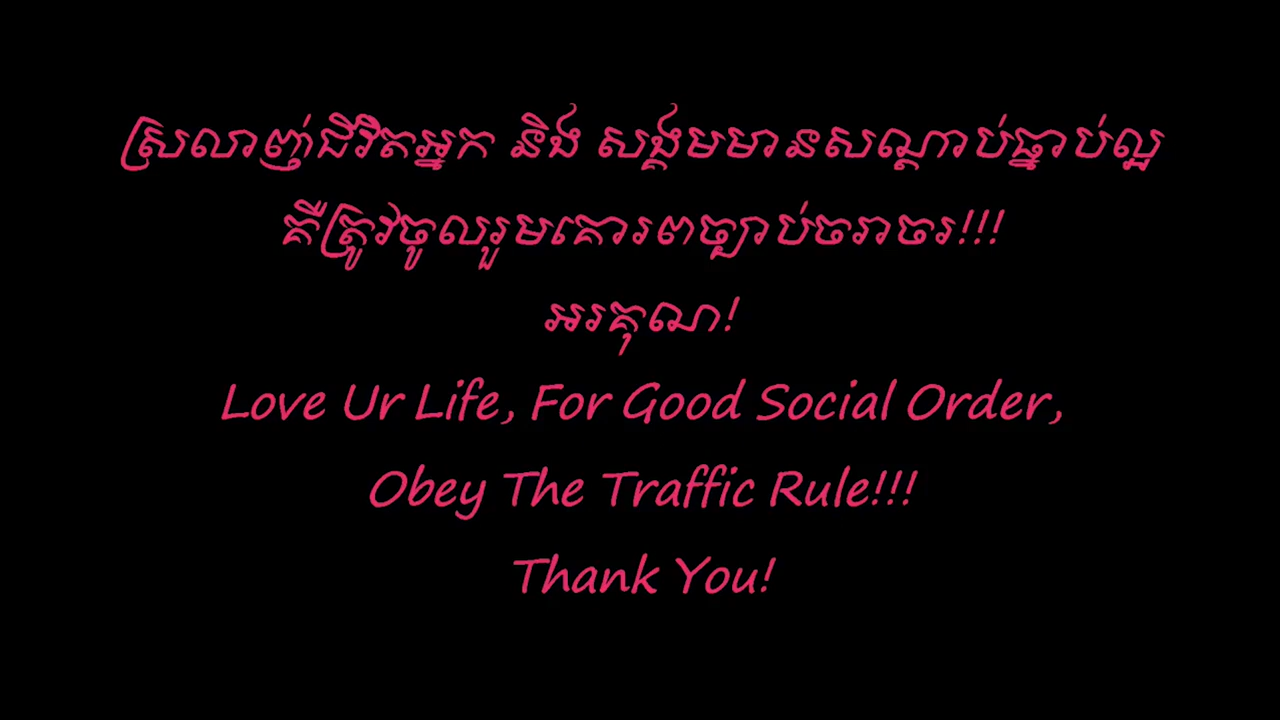 ស្រលាញ់ជីវិតអ្នក និង សង្គមមានសណ្ដាប់ធ្នាប់ល្អ
គឺត្រូវចូលរួមគោរពច្បាប់ចរាចរ!!!
អរគុណ!
Love Ur Life, For Good Social Order,
Obey The Traffic Rule!!!
Thank You!